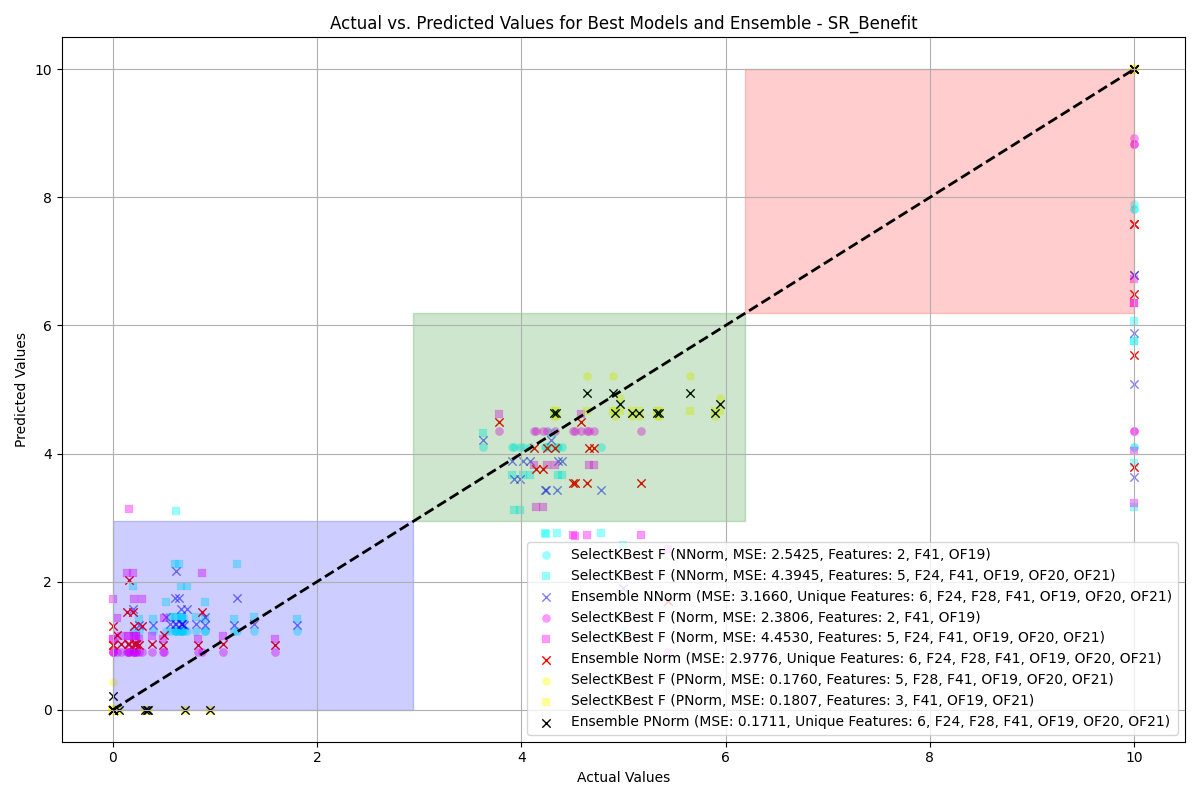 Actual vs. Predicted Values for Best Models and Ensemble - SR_Benefit
10
8
6
4
2
0
Predicted Values
SelectKBest F (NNorm, MSE: 2.5425, Features: 2, F41, OF19)
SelectKBest F (NNorm, MSE: 4.3945, Features: 5, F24, F41, OF19, OF20, OF21)
Ensemble NNorm (MSE: 3.1660, Unique Features: 6, F24, F28, F41, OF19, OF20, OF21)
SelectKBest F (Norm, MSE: 2.3806, Features: 2, F41, OF19)
SelectKBest F (Norm, MSE: 4.4530, Features: 5, F24, F41, OF19, OF20, OF21)
Ensemble Norm (MSE: 2.9776, Unique Features: 6, F24, F28, F41, OF19, OF20, OF21)
SelectKBest F (PNorm, MSE: 0.1760, Features: 5, F28, F41, OF19, OF20, OF21)
SelectKBest F (PNorm, MSE: 0.1807, Features: 3, F41, OF19, OF21)
Ensemble PNorm (MSE: 0.1711, Unique Features: 6, F24, F28, F41, OF19, OF20, OF21)
0 2 4 6 8 10
Actual Values